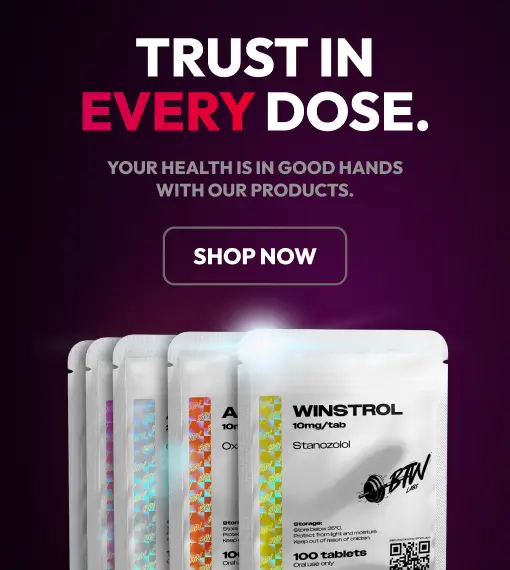 TRUST IN
EVERY DOSE.
YOUR HEALTH IS IN GOOD HANDS
WITH OUR PRODUCTS.
SHOP NOW
WINSTROL
10mg/tab
Stanozolol
BTW
LABS
Storage:
Store below 25°C.
Protect from light and moisture.
Keep out of reach of children.
100 tablets
Oral use only